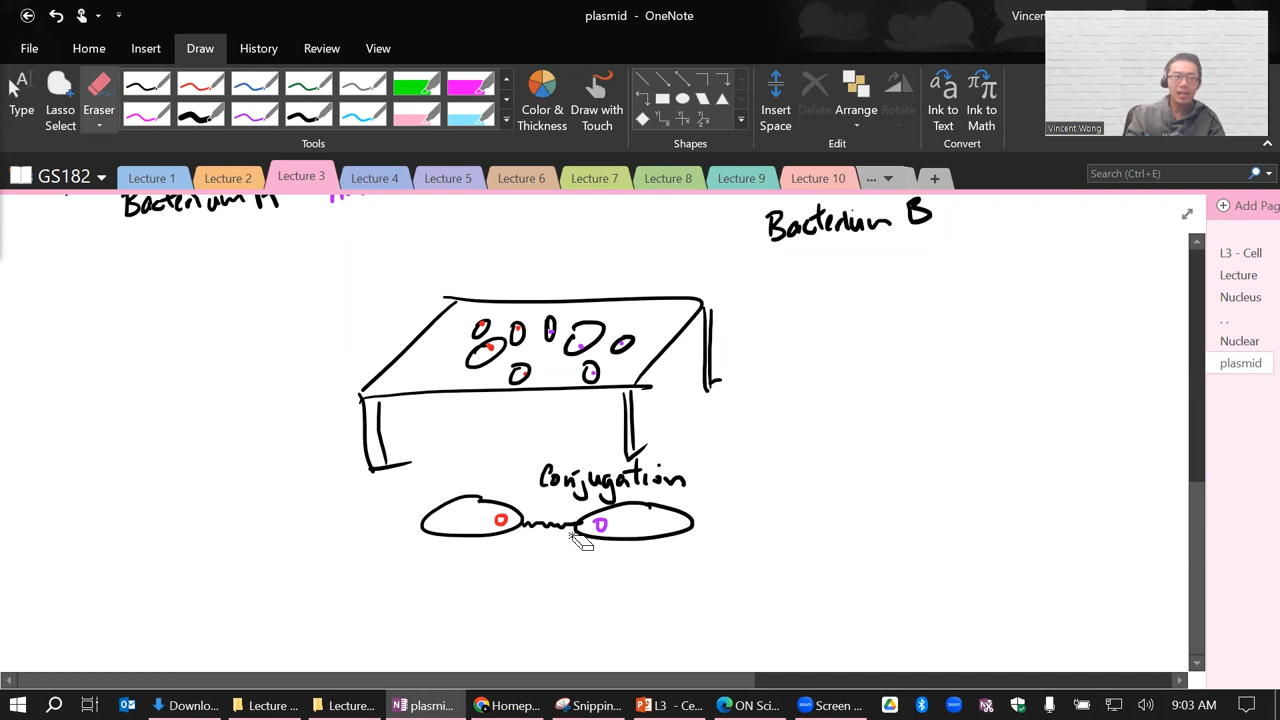 plasmid - OneNote
Vincen
File Home Insert Draw History Review View
Type
Lasso Select
Eraser
Color & Thickness
Draw with Touch
Insert Space
Delete
Arrange
Rotate
Ink to Text
Ink to Math
Tools
Shapes
Edit
Convert
Vincent Wong
GS182
Lecture 1 Lecture 2 Lecture 3 Lecture 4 Lecture 5 Lecture 6 Lecture 7 Lecture 8 Lecture 9 Lecture 10 ...
Search (Ctrl+E)
Add Pag
Bacterium A
Bacterium B
L3 - Cell
Lecture
Nucleus
. .
Nuclear
plasmid
Conjugation
Downlo... Lecture ... Lecture... plasmi... Homep... Snippin... L3 - Ce... ON Sci... Screen ... 9:03 AM